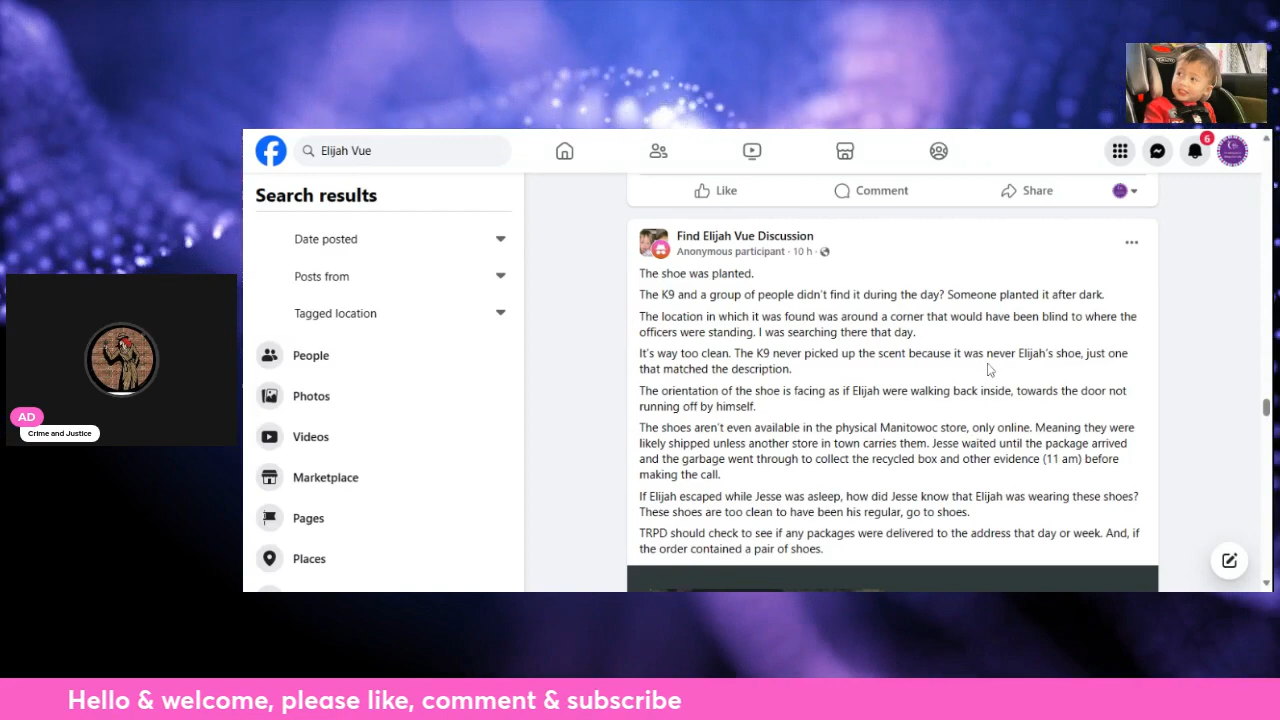 Elijah Vue
6
Search results
Date posted
Posts from
Tagged location
People
Photos
Videos
Marketplace
Pages
Places
Like
Comment
Share
Find Elijah Vue Discussion
Anonymous participant · 10 h ·
The shoe was planted.
The K9 and a group of people didn't find it during the day? Someone planted it after dark.
The location in which it was found was around a corner that would have been blind to where the
officers were standing. I was searching there that day.
It's way too clean. The K9 never picked up the scent because it was never Elijah's shoe, just one
that matched the description.
The orientation of the shoe is facing as if Elijah were walking back inside, towards the door not
running off by himself.
The shoes aren't even available in the physical Manitowoc store, only online. Meaning they were
likely shipped unless another store in town carries them. Jesse waited until the package arrived
and the garbage went through to collect the recycled box and other evidence (11 am) before
making the call.
If Elijah escaped while Jesse was asleep, how did Jesse know that Elijah was wearing these shoes?
These shoes are too clean to have been his regular, go to shoes.
TRPD should check to see if any packages were delivered to the address that day or week. And, if
the order contained a pair of shoes.
AD
Crime and Justice
Hello & welcome, please like, comment & subscribe